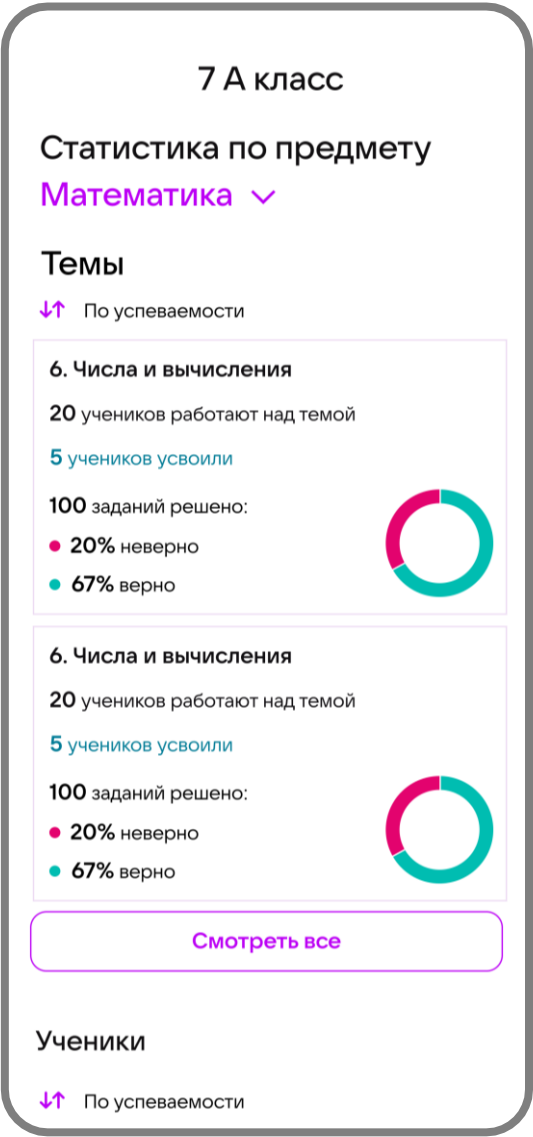 7 А класс
Статистика по предмету
Математика
Темы
По успеваемости
6. Числа и вычисления
20 учеников работают над темой
5 учеников усвоили
100 заданий решено:
20% неверно
67% верно
6. Числа и вычисления
20 учеников работают над темой
5 учеников усвоили
100 заданий решено:
20% неверно
67% верно
Смотреть все
Ученики
По успеваемости